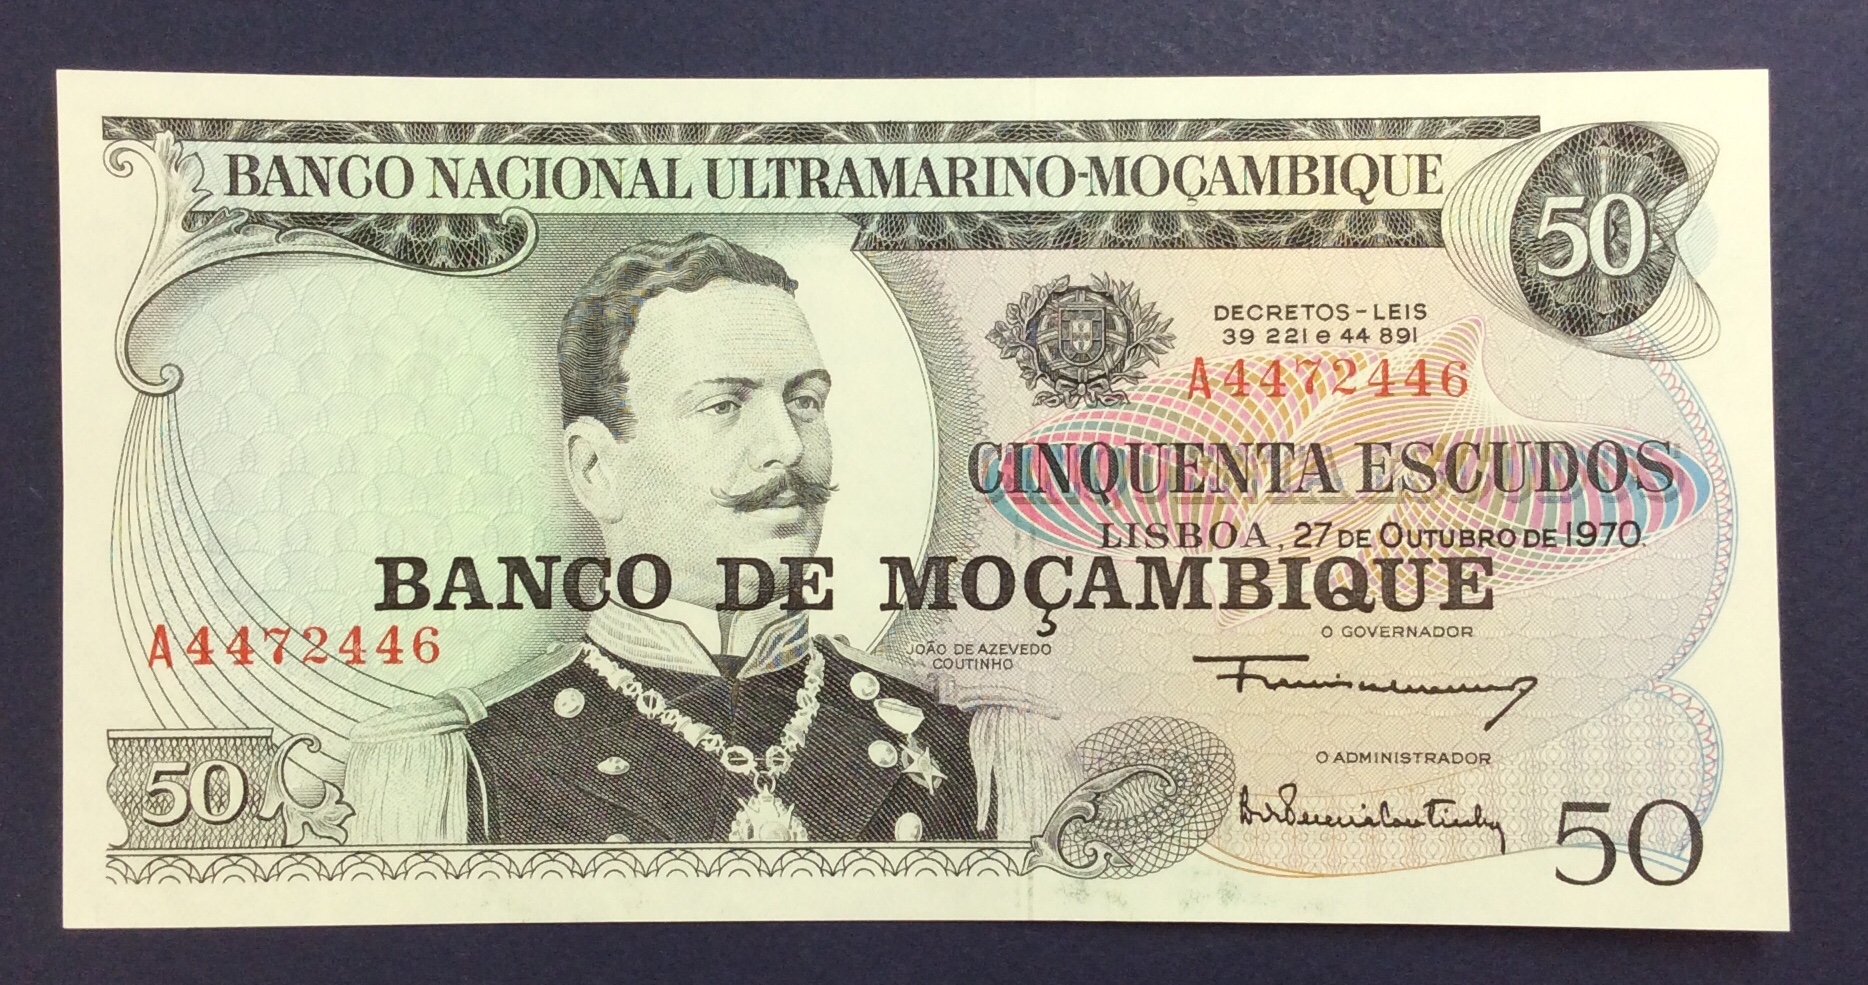 BANCO NACIONAL ULTRAMARINO-MOÇAMBIQUE
50
DECRETOS-LEIS
39 221 e 44 891
A4472446
CINQUENTA ESCUDOS
LISBOA, 27 DE OUTUBRO DE 1970.
BANCO DE MOÇAMBIQUE
A4472446
JOÃO DE AZEVEDO
COUTINHO
O GOVERNADOR
O ADMINISTRADOR
50
50